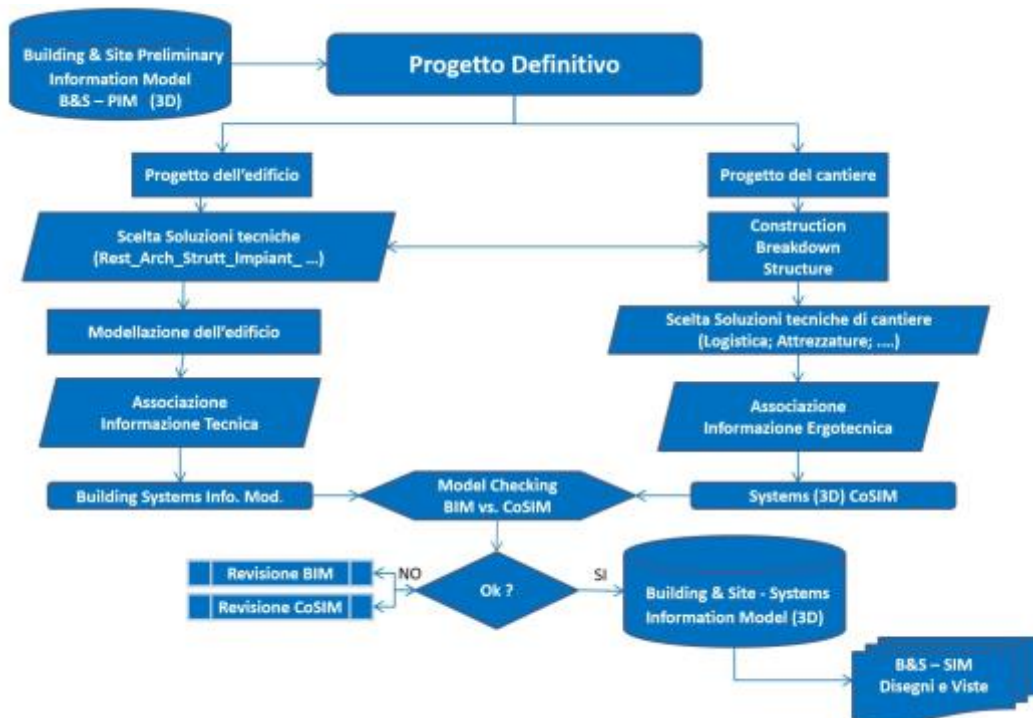 Building & Site Preliminary
Information Model
B&S – PIM (3D)
Progetto Definitivo
Progetto dell'edificio
Progetto del cantiere
Scelta Soluzioni tecniche
(Rest_Arch_Strutt_Impiant_ ...)
Construction
Breakdown
Structure
Modellazione dell'edificio
Scelta Soluzioni tecniche di cantiere
(Logistica; Attrezzature; ....)
Associazione
Informazione Tecnica
Associazione
Informazione Ergotecnica
Building Systems Info. Mod.
Model Checking
BIM vs. CoSIM
Systems (3D) CoSIM
Revisione BIM
Revisione CoSIM
NO
Ok ?
SI
Building & Site - Systems
Information Model (3D)
B&S – SIM
Disegni e Viste